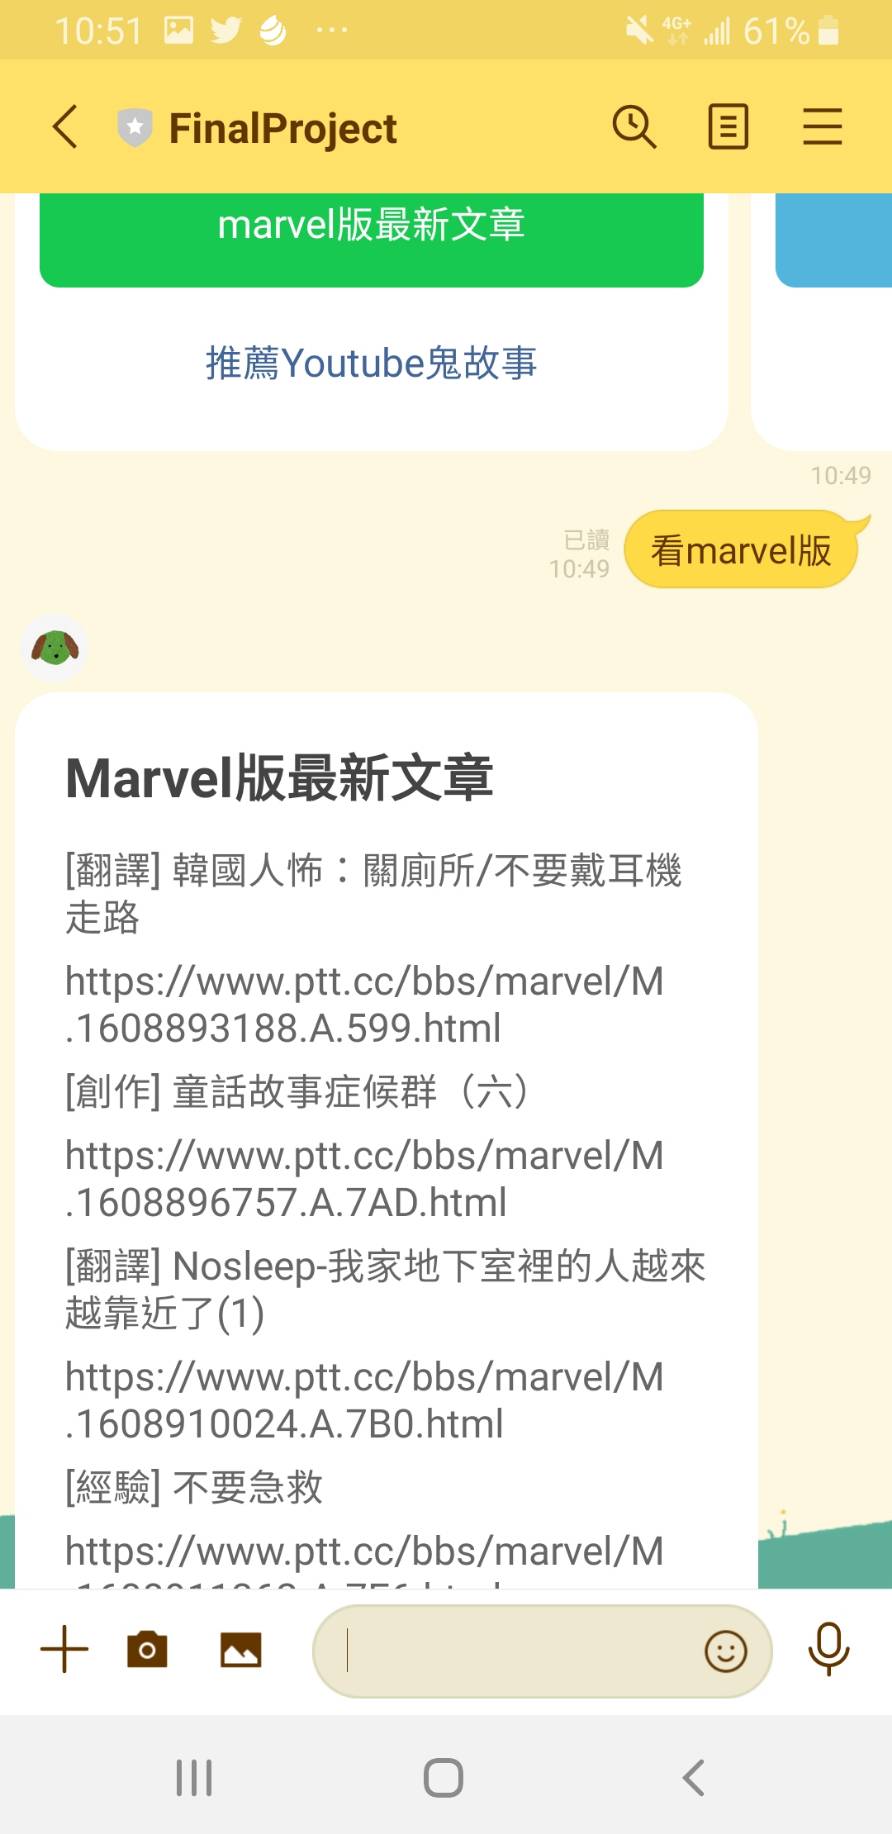 10:51
4G+
61%
FinalProject
marvel版最新文章
推薦Youtube鬼故事
10:49
已讀
10:49
看marvel版
Marvel版最新文章
[翻譯] 韓國人怖：關廁所/不要戴耳機
走路
https://www.ptt.cc/bbs/marvel/M
.1608893188.A.599.html
[創作] 童話故事症候群（六）
https://www.ptt.cc/bbs/marvel/M
.1608896757.A.7AD.html
[翻譯] Nosleep-我家地下室裡的人越來
越靠近了(1)
https://www.ptt.cc/bbs/marvel/M
.1608910024.A.7B0.html
[經驗] 不要急救
https://www.ptt.cc/bbs/marvel/M